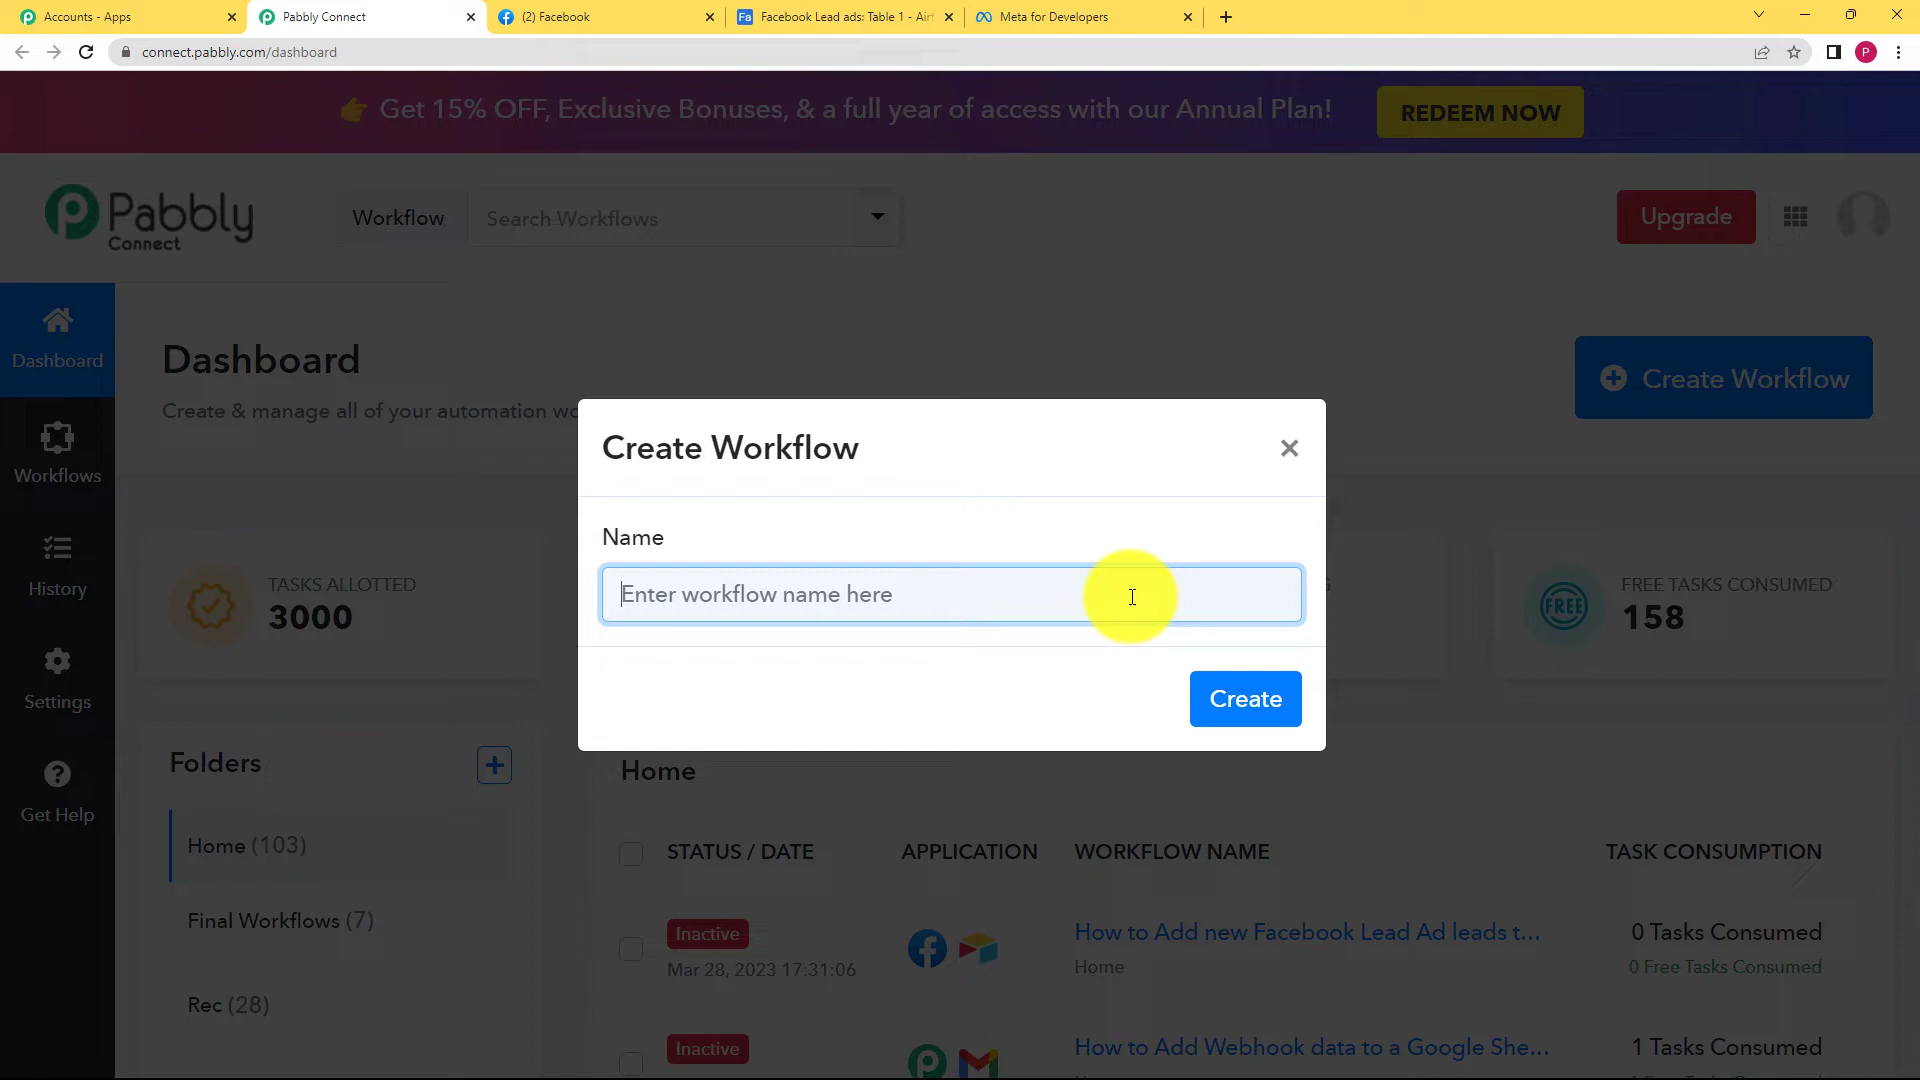 Accounts - Apps
Pabbly Connect
(2) Facebook
Facebook Lead ads: Table 1 - Airt
Meta for Developers
connect.pabbly.com/dashboard
P
Get 15% OFF, Exclusive Bonuses, & a full year of access with our Annual Plan!
REDEEM NOW
Pabbly
Connect
Workflow
Search Workflows
Upgrade
Dashboard
Workflows
History
Settings
Get Help
Dashboard
Create & manage all of your automation wo
Create Workflow
Create Workflow
Name
Enter workflow name here
Create
TASKS ALLOTTED
3000
G
FREE
FREE TASKS CONSUMED
158
Folders
Home (103)
Final Workflows (7)
Rec (28)
Home
STATUS / DATE APPLICATION WORKFLOW NAME TASK CONSUMPTION
Inactive
Mar 28, 2023 17:31:06
How to Add new Facebook Lead Ad leads t...
Home
0 Tasks Consumed
0 Free Tasks Consumed
Inactive
How to Add Webhook data to a Google She...
1 Tasks Consumed